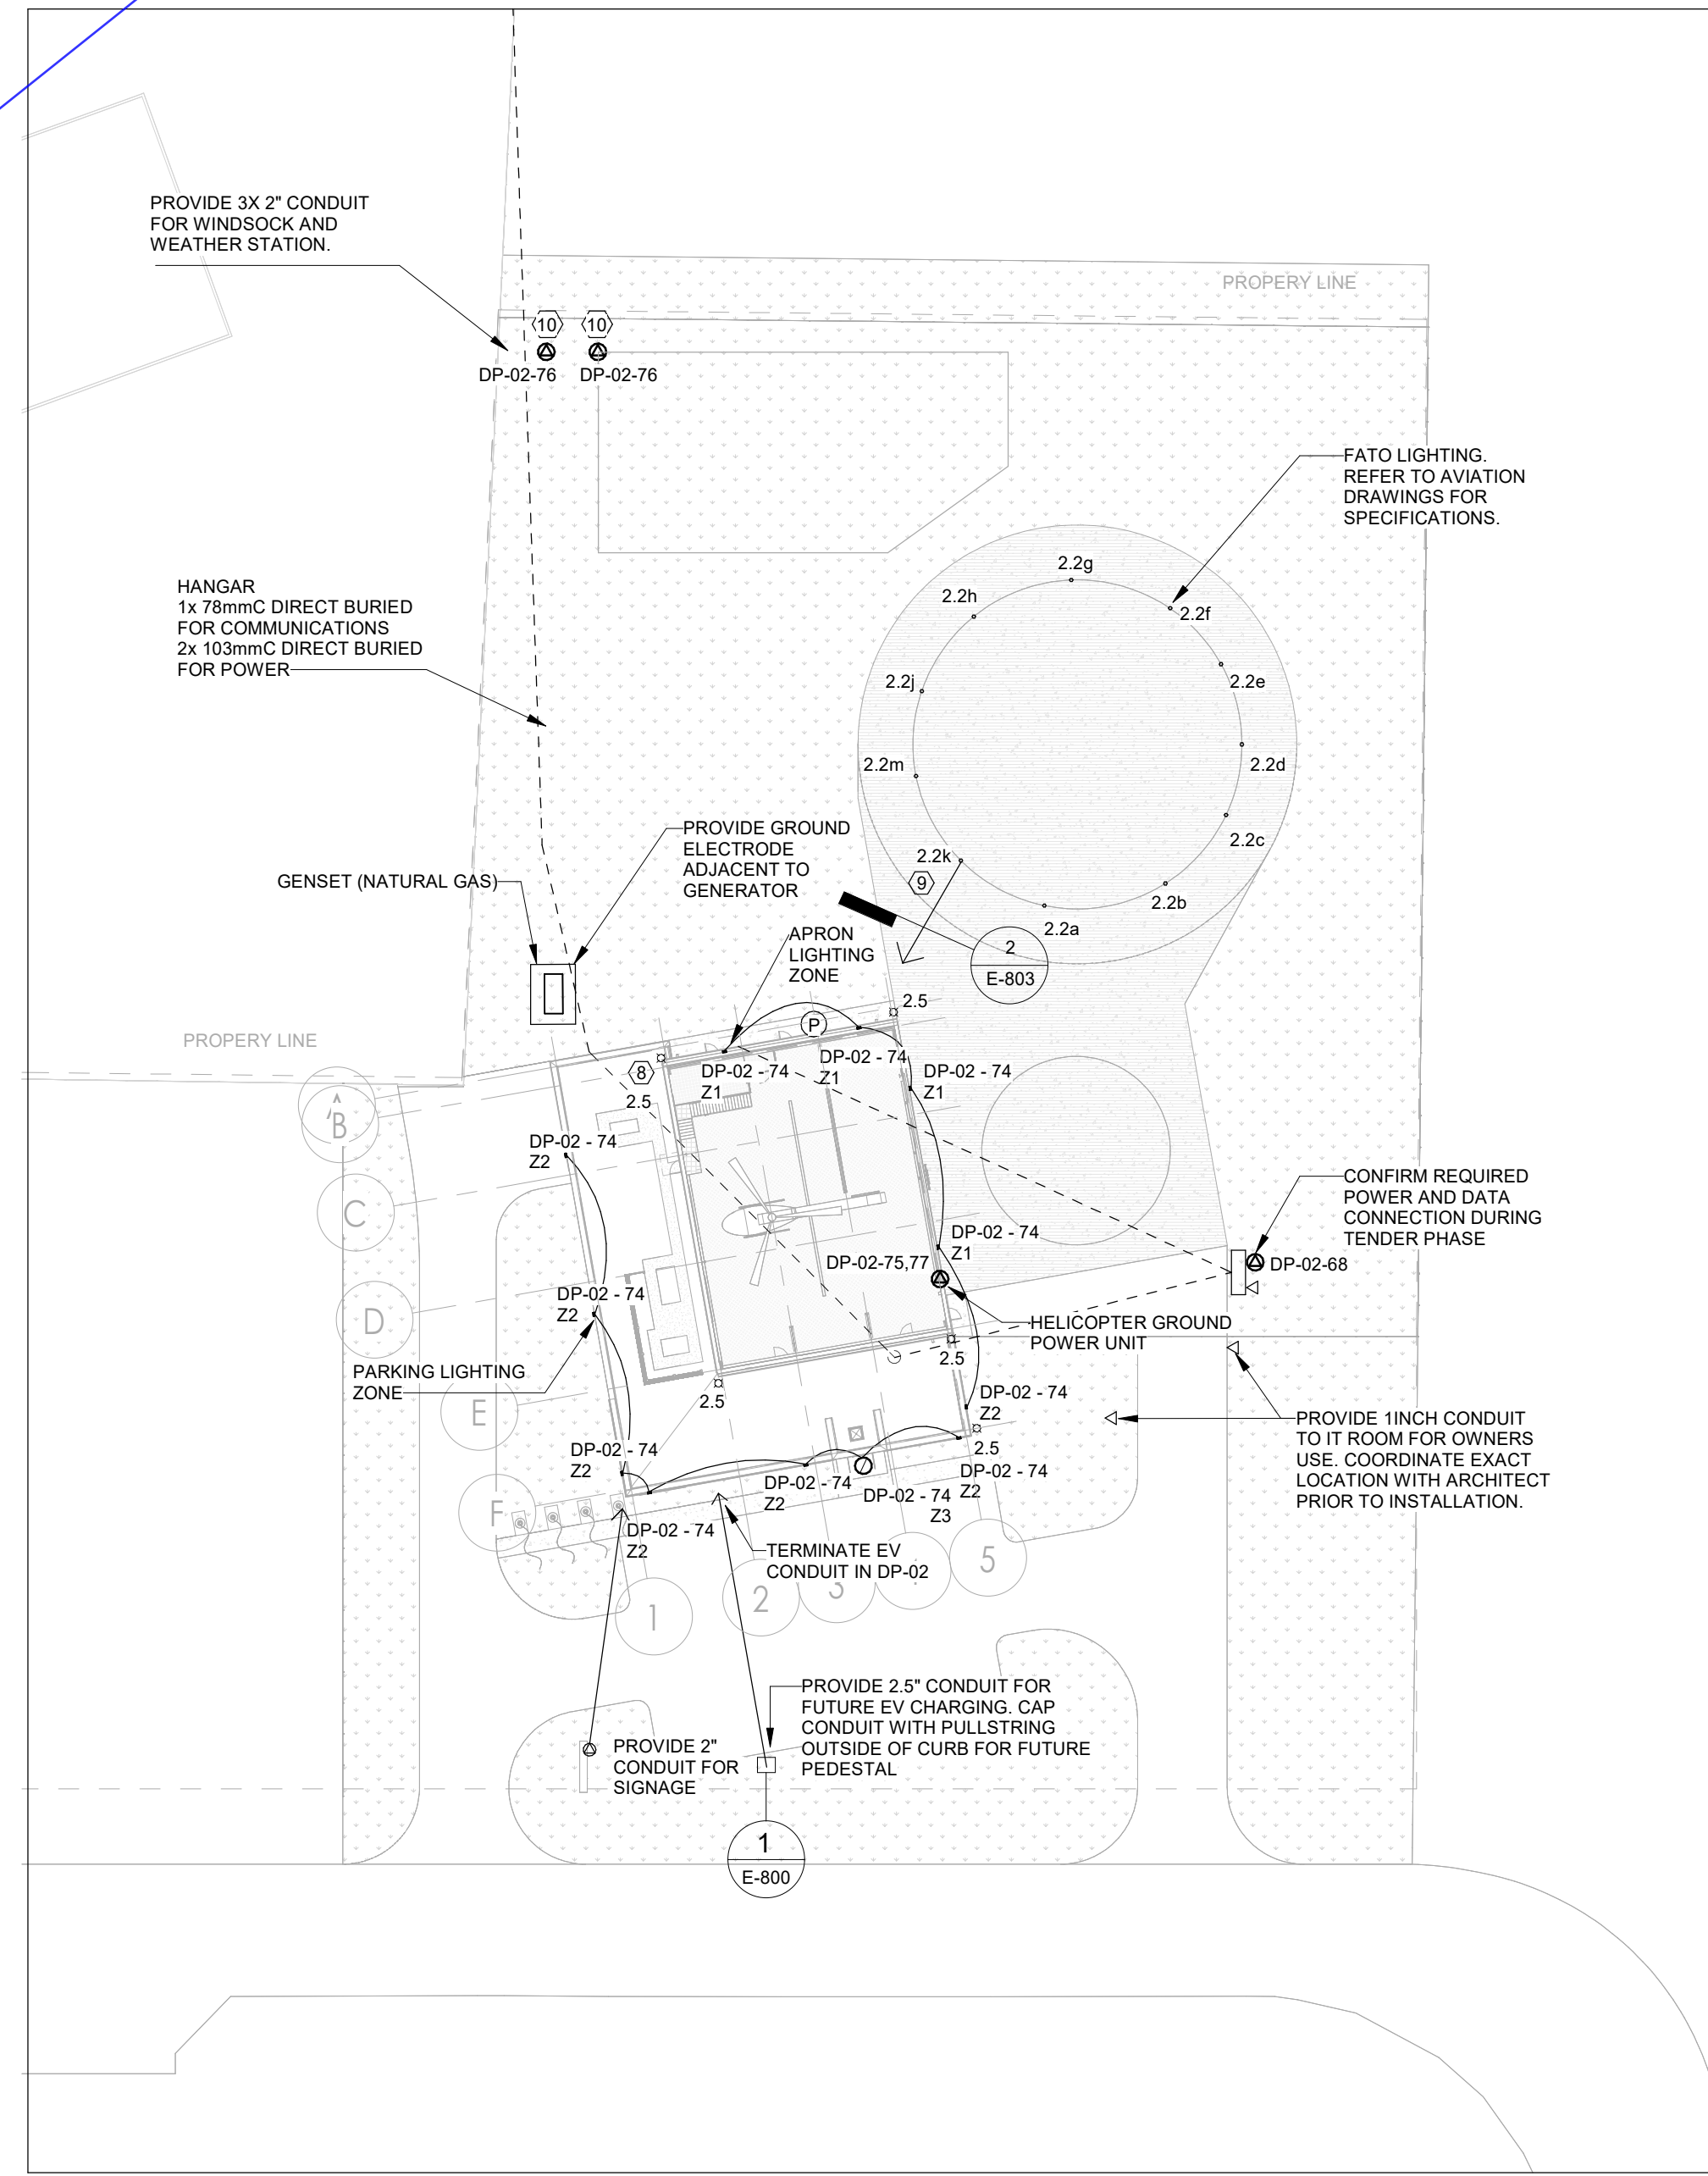 PROVIDE 3X 2" CONDUIT
FOR WINDSOCK AND
WEATHER STATION.
PROPERY LINE
10
10
DP-02-76
DP-02-76
FATO LIGHTING.
REFER TO AVIATION
DRAWINGS FOR
SPECIFICATIONS.
HANGAR
1x 78mmC DIRECT BURIED
FOR COMMUNICATIONS
2x 103mmC DIRECT BURIED
FOR POWER
2.2g
2.2h
2.2f
2.2j
2.2e
2.2m
2.2d
2.2c
2.2k
2.2b
2.2a
9
PROVIDE GROUND
ELECTRODE
ADJACENT TO
GENERATOR
GENSET (NATURAL GAS)
APRON
LIGHTING
ZONE
2
E-803
2.5
PROPERY LINE
P
8
2.5
DP-02 - 74
Z1
DP-02 - 74
Z1
DP-02 - 74
Z1
A
B
DP-02 - 74
Z2
C
CONFIRM REQUIRED
POWER AND DATA
CONNECTION DURING
TENDER PHASE
DP-02 - 74
Z1
DP-02-75,77
DP-02-68
DP-02 - 74
Z2
D
HELICOPTER GROUND
POWER UNIT
2.5
PARKING LIGHTING
ZONE
2.5
DP-02 - 74
Z2
E
PROVIDE 1INCH CONDUIT
TO IT ROOM FOR OWNERS
USE. COORDINATE EXACT
LOCATION WITH ARCHITECT
PRIOR TO INSTALLATION.
2.5
DP-02 - 74
Z2
DP-02 - 74
Z2
DP-02 - 74
Z3
DP-02 - 74
Z2
F
DP-02 - 74
Z2
TERMINATE EV
CONDUIT IN DP-02
1
2
3
5
PROVIDE 2.5" CONDUIT FOR
FUTURE EV CHARGING. CAP
CONDUIT WITH PULLSTRING
OUTSIDE OF CURB FOR FUTURE
PEDESTAL
PROVIDE 2"
CONDUIT FOR
SIGNAGE
1
E-800